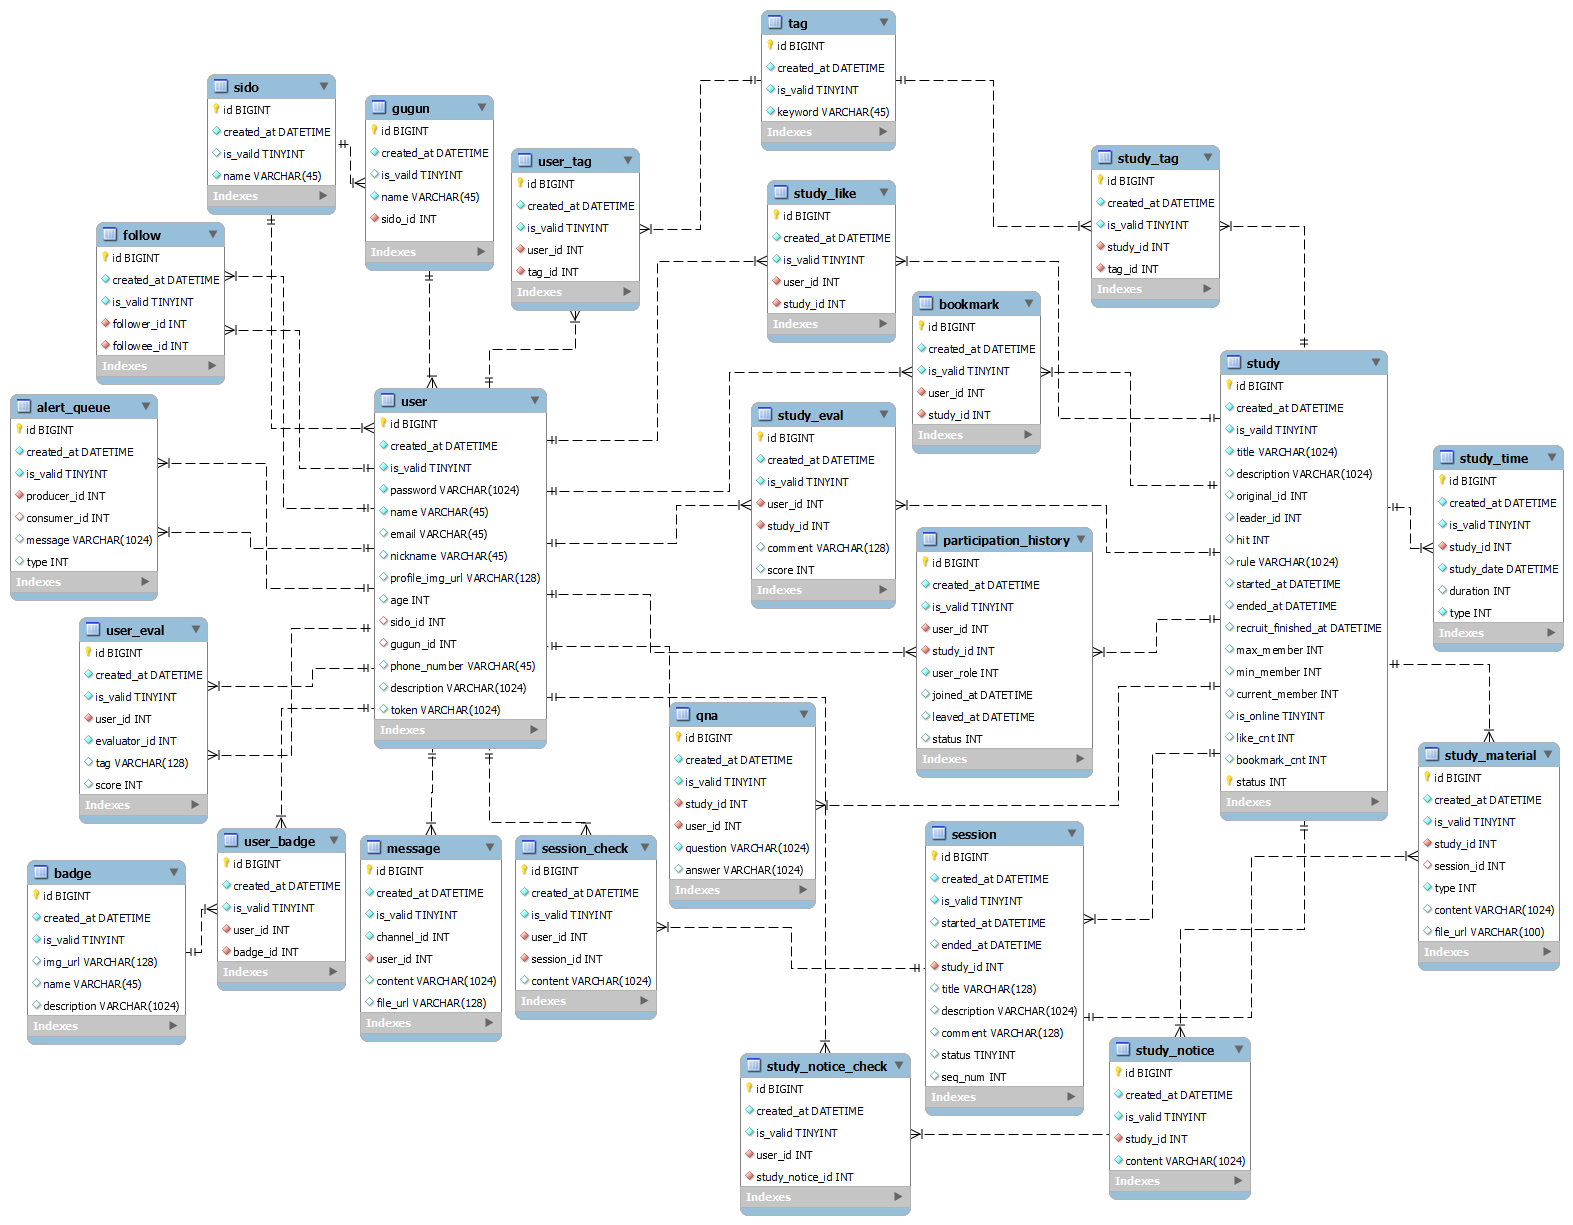 tag
id BIGINT
created_at DATETIME
is_valid TINYINT
keyword VARCHAR(45)
Indexes
sido
id BIGINT
created_at DATETIME
is_vaild TINYINT
name VARCHAR(45)
Indexes
gugun
id BIGINT
created_at DATETIME
is_vaild TINYINT
name VARCHAR(45)
sido_id INT
Indexes
user_tag
id BIGINT
created_at DATETIME
is_valid TINYINT
user_id INT
tag_id INT
Indexes
study_like
id BIGINT
created_at DATETIME
is_valid TINYINT
user_id INT
study_id INT
Indexes
study_tag
id BIGINT
created_at DATETIME
is_valid TINYINT
study_id INT
tag_id INT
Indexes
follow
id BIGINT
created_at DATETIME
is_valid TINYINT
follower_id INT
followee_id INT
Indexes
bookmark
id BIGINT
created_at DATETIME
is_valid TINYINT
user_id INT
study_id INT
Indexes
alert_queue
id BIGINT
created_at DATETIME
is_valid TINYINT
producer_id INT
consumer_id INT
message VARCHAR(1024)
type INT
Indexes
user
id BIGINT
created_at DATETIME
is_valid TINYINT
password VARCHAR(1024)
name VARCHAR(45)
email VARCHAR(45)
nickname VARCHAR(45)
profile_img_url VARCHAR(128)
age INT
sido_id INT
gugun_id INT
phone_number VARCHAR(45)
description VARCHAR(1024)
token VARCHAR(1024)
Indexes
study_eval
id BIGINT
created_at DATETIME
is_valid TINYINT
user_id INT
study_id INT
comment VARCHAR(128)
score INT
Indexes
study
id BIGINT
created_at DATETIME
is_vaild TINYINT
title VARCHAR(1024)
description VARCHAR(1024)
original_id INT
leader_id INT
hit INT
rule VARCHAR(1024)
started_at DATETIME
ended_at DATETIME
recruit_finished_at DATETIME
max_member INT
min_member INT
current_member INT
is_online TINYINT
like_cnt INT
bookmark_cnt INT
status INT
Indexes
study_time
id BIGINT
created_at DATETIME
is_valid TINYINT
study_id INT
study_date DATETIME
duration INT
type INT
Indexes
participation_history
id BIGINT
created_at DATETIME
is_valid TINYINT
user_id INT
study_id INT
user_role INT
joined_at DATETIME
leaved_at DATETIME
status INT
Indexes
user_eval
id BIGINT
created_at DATETIME
is_valid TINYINT
user_id INT
evaluator_id INT
tag VARCHAR(128)
score INT
Indexes
qna
id BIGINT
created_at DATETIME
is_valid TINYINT
study_id INT
user_id INT
question VARCHAR(1024)
answer VARCHAR(1024)
Indexes
study_material
id BIGINT
created_at DATETIME
is_valid TINYINT
study_id INT
session_id INT
type INT
content VARCHAR(1024)
file_url VARCHAR(100)
Indexes
badge
id BIGINT
created_at DATETIME
is_valid TINYINT
img_url VARCHAR(128)
name VARCHAR(45)
description VARCHAR(1024)
Indexes
user_badge
id BIGINT
created_at DATETIME
is_valid TINYINT
user_id INT
badge_id INT
Indexes
message
id BIGINT
created_at DATETIME
is_valid TINYINT
channel_id INT
user_id INT
content VARCHAR(1024)
file_url VARCHAR(128)
Indexes
session_check
id BIGINT
created_at DATETIME
is_valid TINYINT
user_id INT
session_id INT
content VARCHAR(1024)
Indexes
session
id BIGINT
created_at DATETIME
is_valid TINYINT
started_at DATETIME
ended_at DATETIME
study_id INT
title VARCHAR(128)
description VARCHAR(1024)
comment VARCHAR(128)
status TINYINT
seq_num INT
Indexes
study_notice_check
id BIGINT
created_at DATETIME
is_valid TINYINT
user_id INT
study_notice_id INT
Indexes
study_notice
id BIGINT
created_at DATETIME
is_valid TINYINT
study_id INT
content VARCHAR(1024)
Indexes